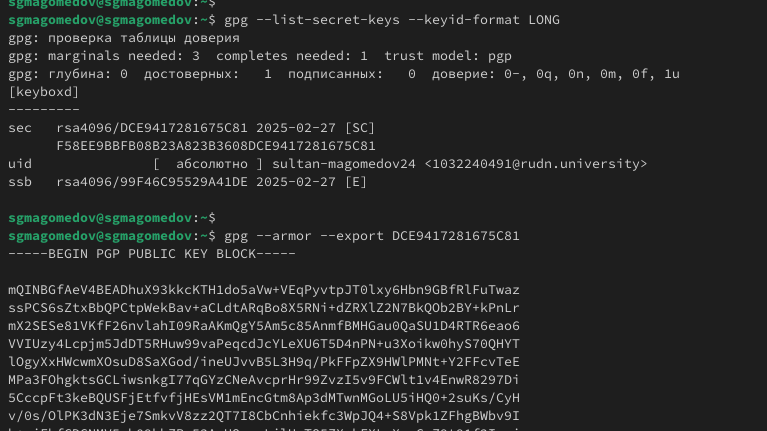 sgmagomedov@sgmagomedov:~$
sgmagomedov@sgmagomedov:~$ gpg --list-secret-keys --keyid-format LONG
gpg: проверка таблицы доверия
gpg: marginals needed: 3  completes needed: 1  trust model: pgp
gpg: глубина: 0  достоверных:   1  подписанных:   0  доверие: 0-, 0q, 0n, 0m, 0f, 1u
[keyboxd]
---------
sec   rsa4096/DCE9417281675C81 2025-02-27 [SC]
      F58EE9BBFB08B23A823B3608DCE9417281675C81
uid               [  абсолютно ] sultan-magomedov24 <1032240491@rudn.university>
ssb   rsa4096/99F46C95529A41DE 2025-02-27 [E]
sgmagomedov@sgmagomedov:~$
sgmagomedov@sgmagomedov:~$ gpg --armor --export DCE9417281675C81
-----BEGIN PGP PUBLIC KEY BLOCK-----
mQINBGfAeV4BEADhuX93kkcKTH1do5aVw+VEqPyvtpJT0lxy6Hbn9GBfRlFuTwaz
ssPCS6sZtxBbQPCtpWekBav+aCLdtARqBo8X5RNi+dZRXlZ2N7BkQOb2BY+kPnLr
mX2SESe81VKfF26nvlahI09RaAKmQgY5Am5c85AnmfBMHGau0QaSU1D4RTR6eao6
VVIUzy4Lcpjm5JdDT5RHuw99vaPeqcdJcYLeXU6T5D4nPN+u3Xoikw0hyS70QHYT
lOgyXxHWcwmXOsuD8SaXGod/ineUJvvB5L3H9q/PkFFpZX9HWlPMNt+Y2FFcvTeE
MPa3FOhgktsGCLiwsnkgI77qGYzCNeAvcprHr99ZvzI5v9FCWlt1v4EnwR8297Di
5CccpFt3keBQUSFjEtfvfjHEsVM1mEncGtm8Ap3dMTwnMGoLU5iHQ0+2suKs/CyH
v/0s/OlPK3dN3Eje7SmkvV8zz2QT7I8CbCnhiekfc3WpJQ4+S8Vpk1ZFhgBWbv9I